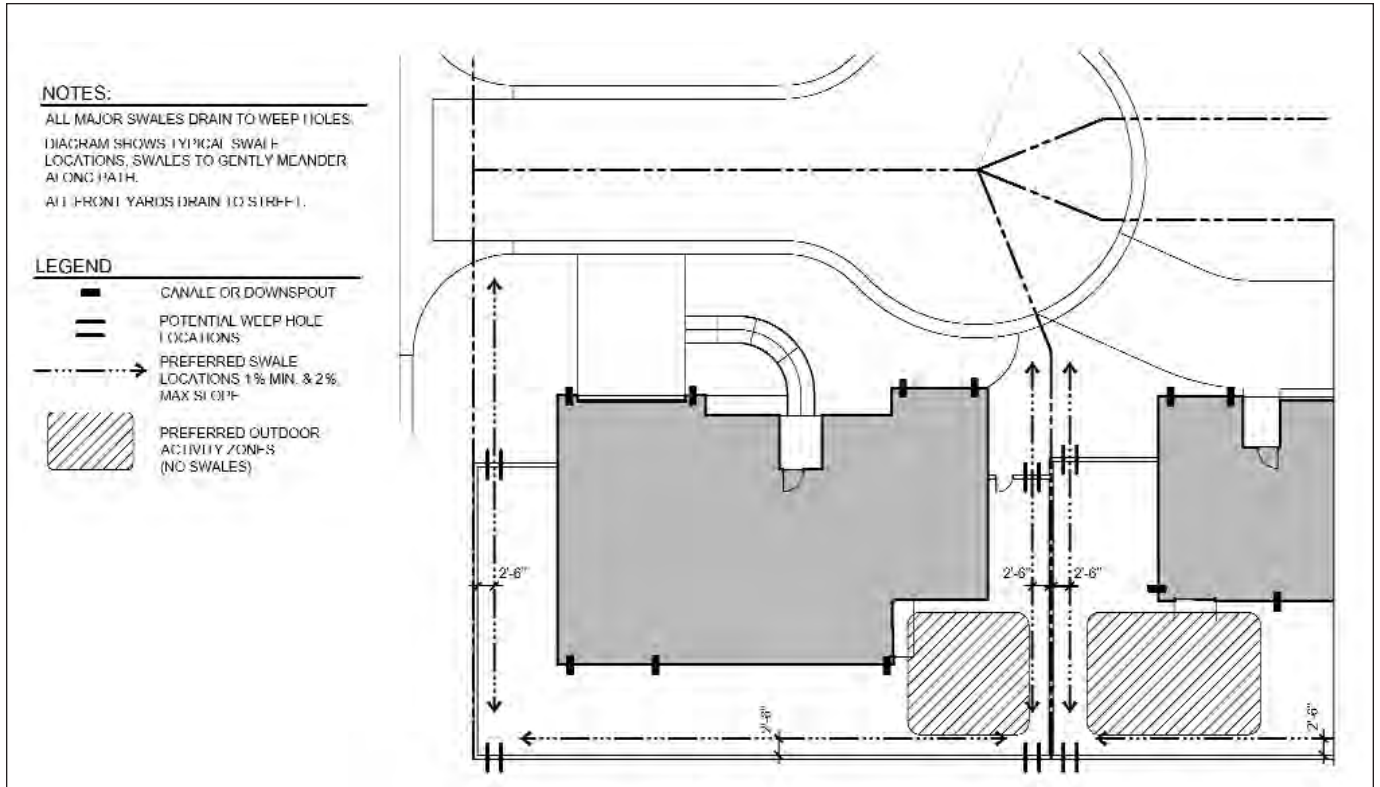 NOTES:
ALL MAJOR SWALES DRAIN TO WEEP HOLES.
DIAGRAM SHOWS TYPICAL SWALE
LOCATIONS, SWALES TO GENTLY MEANDER
ALONG PATH.
ALL FRONT YARDS DRAIN TO STREET.
LEGEND
CANALE OR DOWNSPOUT
POTENTIAL WEEP HOLE
LOCATIONS
PREFERRED SWALE
LOCATIONS 1% MIN. & 2%
MAX SLOPE
PREFERRED OUTDOOR
ACTIVITY ZONES
(NO SWALES)
2'-6"
2'-6"
2'-6"
2'-6"
2'-6"